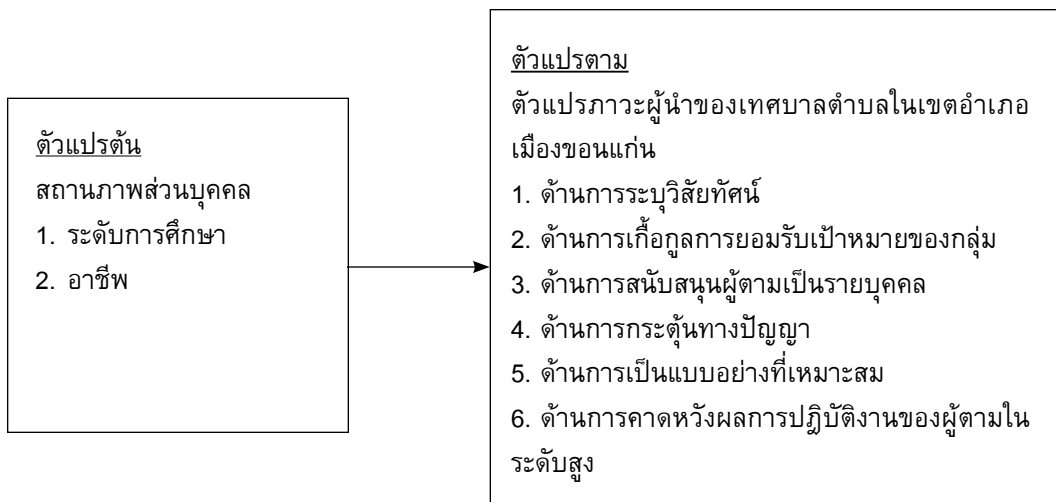 ตัวแปรต้น
สถานภาพส่วนบุคคล
1. ระดับการศึกษา
2. อาชีพ
ตัวแปรตาม
ตัวแปรภาวะผู้นำของเทศบาลตำบลในเขตอำเภอ
เมืองขอนแก่น
1. ด้านการระบุวิสัยทัศน์
2. ด้านการเกื้อกูลการยอมรับเป้าหมายของกลุ่ม
3. ด้านการสนับสนุนผู้ตามเป็นรายบุคคล
4. ด้านการกระตุ้นทางปัญญา
5. ด้านการเป็นแบบอย่างที่เหมาะสม
6. ด้านการคาดหวังผลการปฎิบัติงานของผู้ตามใน
ระดับสูง